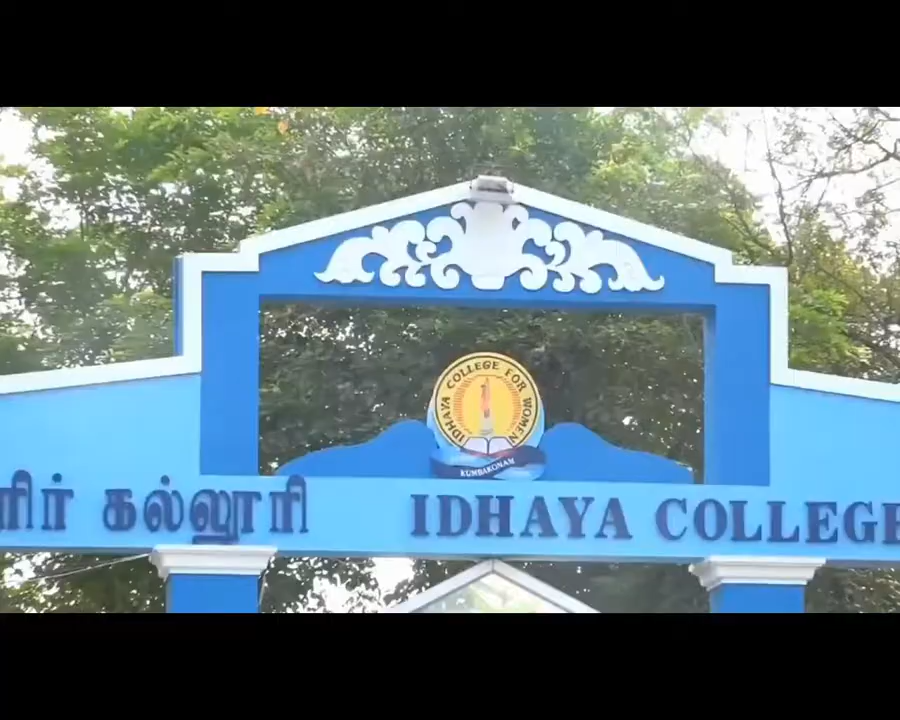 IDHAYA COLLEGE FOR WOMEN
KUMBAKONAM
கல்லூரி IDHAYA COLLEGE